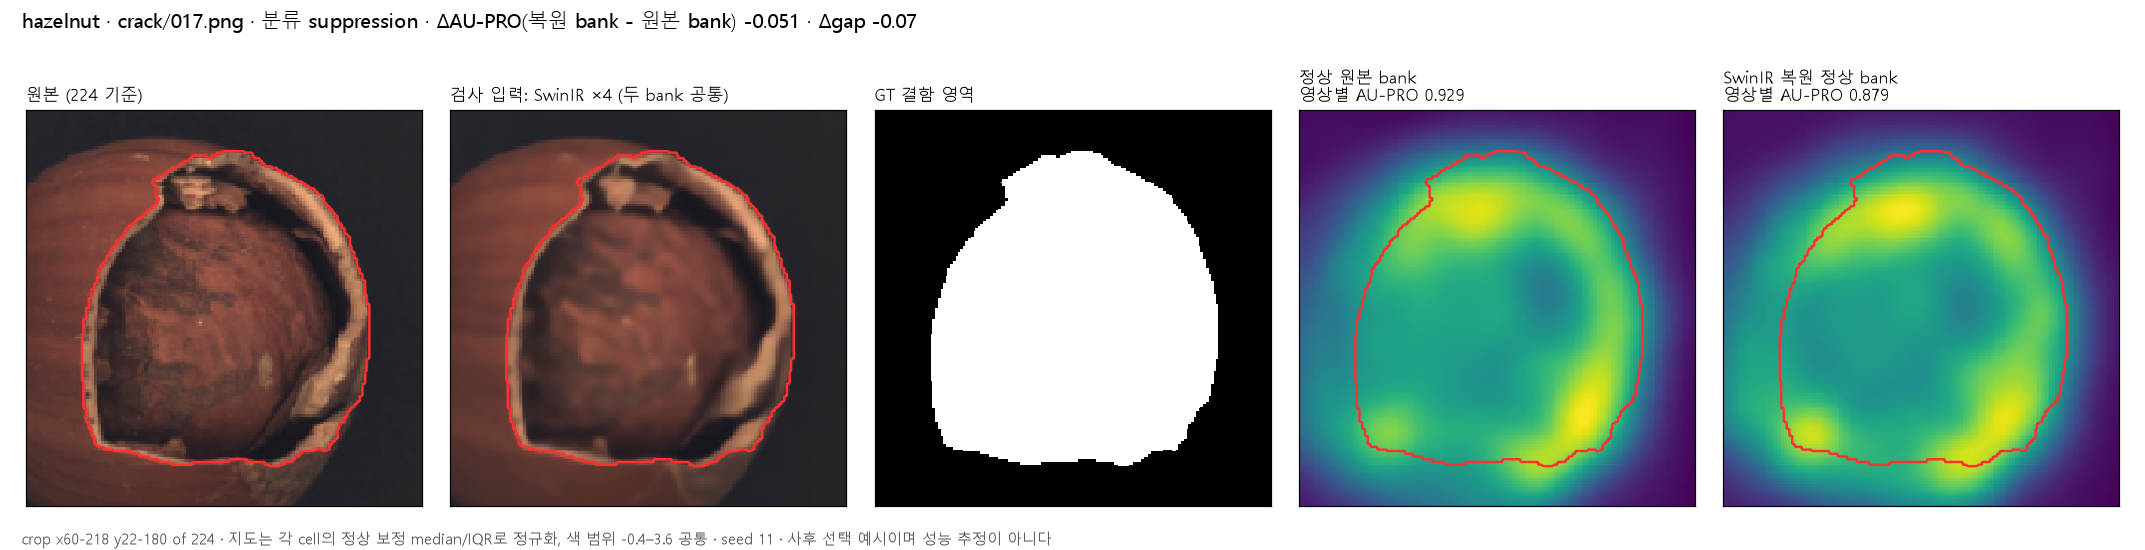 hazelnut · crack/017.png · 분류 suppression · ΔAU-PRO(복원 bank - 원본 bank) -0.051 · Δgap -0.07
원본 (224 기준)
검사 입력: SwinIR ×4 (두 bank 공통)
GT 결함 영역
정상 원본 bank
영상별 AU-PRO 0.929
SwinIR 복원 정상 bank
영상별 AU-PRO 0.879
crop x60-218 y22-180 of 224 · 지도는 각 cell의 정상 보정 median/IQR로 정규화, 색 범위 -0.4–3.6 공통 · seed 11 · 사후 선택 예시이며 성능 추정이 아니다